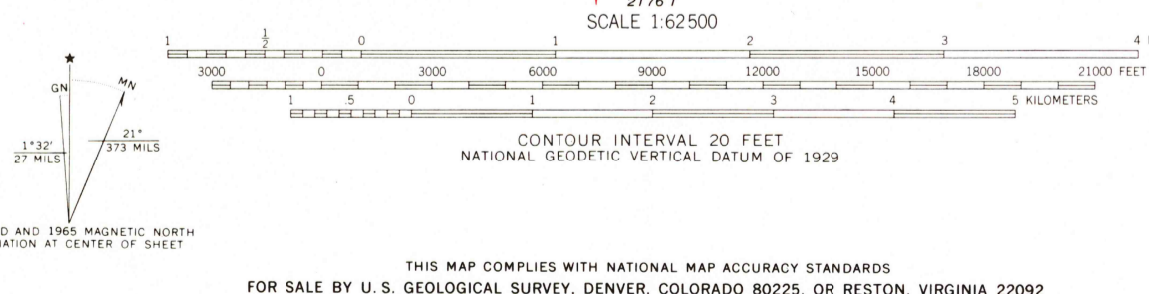 SCALE 1:62 500
1 1/2 0 1 2 3 4
3000 0 3000 6000 9000 12000 15000 18000 21000 FEET
1 .5 0 1 2 3 4 5 KILOMETERS
CONTOUR INTERVAL 20 FEET
NATIONAL GEODETIC VERTICAL DATUM OF 1929
★
GN
MN
1°32'
27 MILS
21°
373 MILS
D AND 1965 MAGNETIC NORTH
NATION AT CENTER OF SHEET
THIS MAP COMPLIES WITH NATIONAL MAP ACCURACY STANDARDS
FOR SALE BY U. S. GEOLOGICAL SURVEY, DENVER, COLORADO 80225, OR RESTON, VIRGINIA 22092